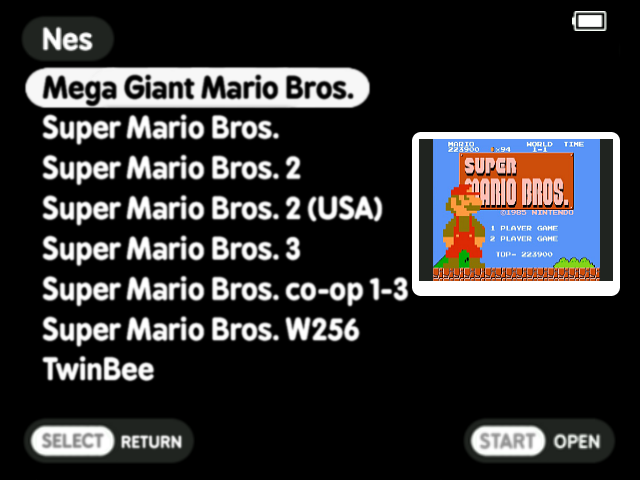 Nes
Mega Giant Mario Bros.
Super Mario Bros.
Super Mario Bros. 2
Super Mario Bros. 2 (USA)
Super Mario Bros. 3
Super Mario Bros. co-op 1-3
Super Mario Bros. W256
TwinBee
MARIO WORLD TIME
223900 ×94 1-1
SUPER
MARIO BROS.
©1985 NINTENDO
1 PLAYER GAME
2 PLAYER GAME
TOP- 223900
SELECT RETURN
START OPEN